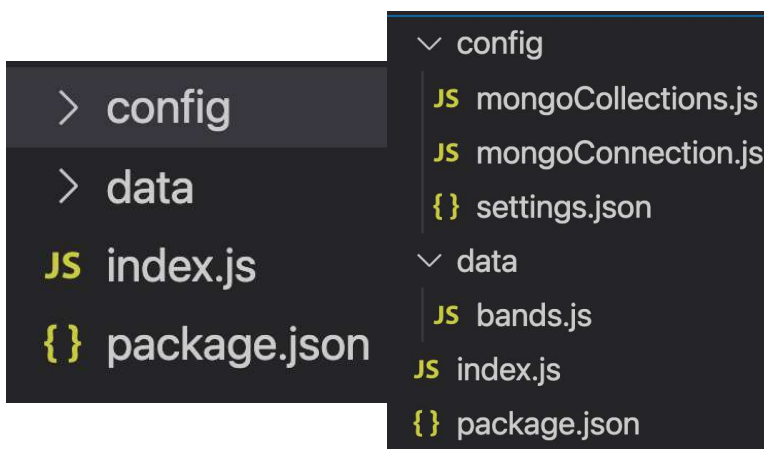 config
data
JS index.js
{} package.json
config
JS mongoCollections.js
JS mongoConnection.js
{} settings.json
data
JS bands.js
JS index.js
{} package.json